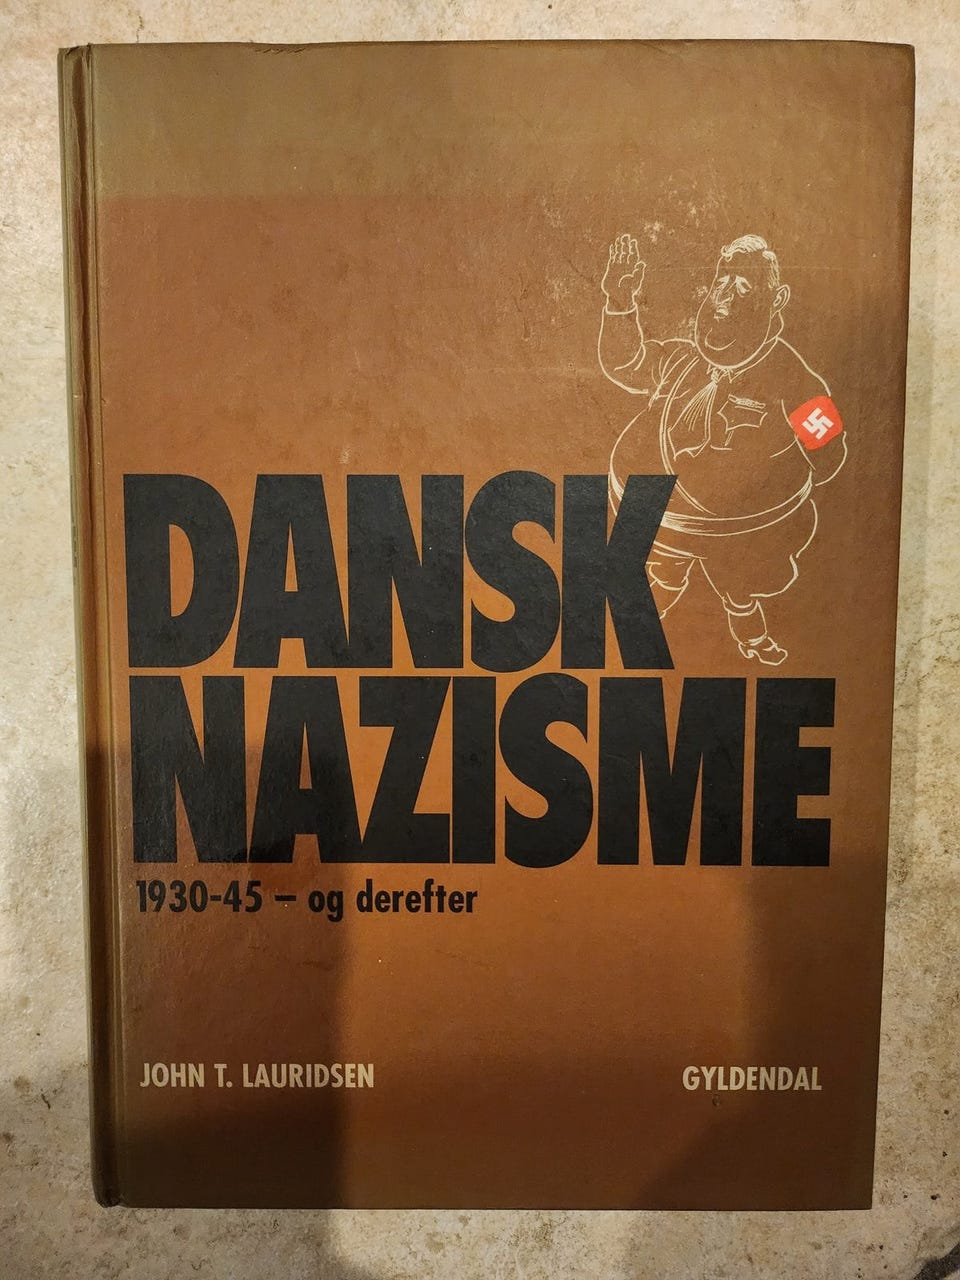 DANSK
NAZISME
1930-45 – og derefter
JOHN T. LAURIDSEN
GYLDENDAL